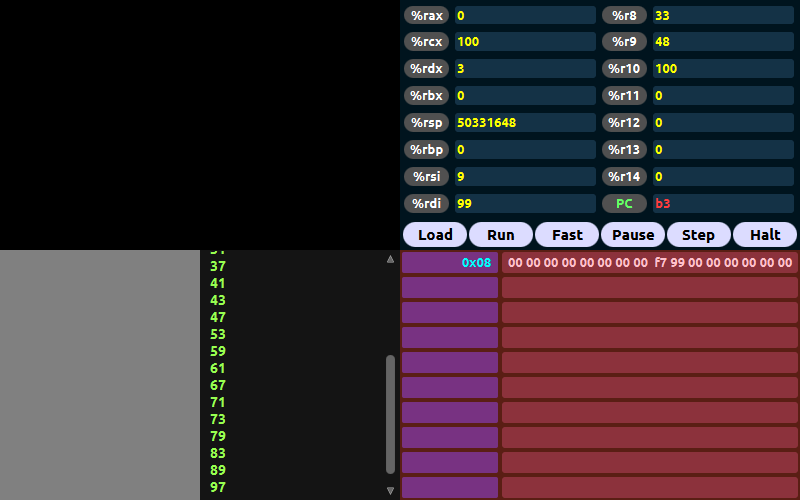 %rax 0 %r8 33
%rcx 100 %r9 48
%rdx 3 %r10 100
%rbx 0 %r11 0
%rsp 50331648 %r12 0
%rbp 0 %r13 0
%rsi 9 %r14 0
%rdi 99 PC b3
Load Run Fast Pause Step Halt
37
41
43
47
53
59
61
67
71
73
79
83
89
97
0x08 00 00 00 00 00 00 00 00 f7 99 00 00 00 00 00 00